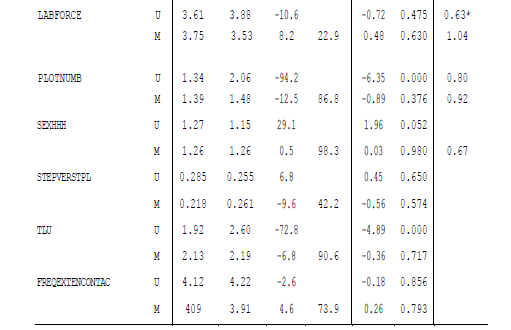 LABFORCE U 3.61 3.88 -10.6 -0.72 0.475 0.63*
M 3.75 3.53 8.2 22.9 0.48 0.630 1.04
PLOTNUMB U 1.34 2.06 -94.2 -6.35 0.000 0.80
M 1.39 1.48 -12.5 86.8 -0.89 0.376 0.92
SEXHHH U 1.27 1.15 29.1 1.96 0.052
M 1.26 1.26 0.5 98.3 0.03 0.980 0.67
STEPVERSTPL U 0.285 0.255 6.8 0.45 0.650
M 0.218 0.261 -9.6 42.2 -0.56 0.574
TLU U 1.92 2.60 -72.8 -4.89 0.000
M 2.13 2.19 -6.8 90.6 -0.36 0.717
FREQEXTENCONTAC U 4.12 4.22 -2.6 -0.18 0.856
M 409 3.91 4.6 73.9 0.26 0.793